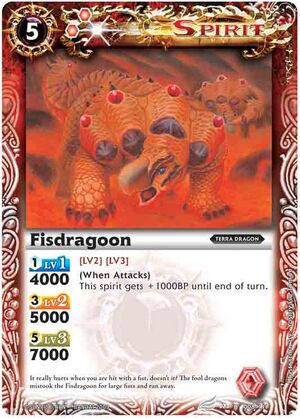 5
SPIRIT
Fisdragoon
TERRA DRAGON
1 LV1
4000
3 LV2
5000
5 LV3
7000
[LV2] [LV3]
(When Attacks)
This spirit gets +1000BP until end of turn.
It really hurts when you are hit with a fist, doesn't it? The fool dragons
mistook the Fisdragoon for large fists and ran away.